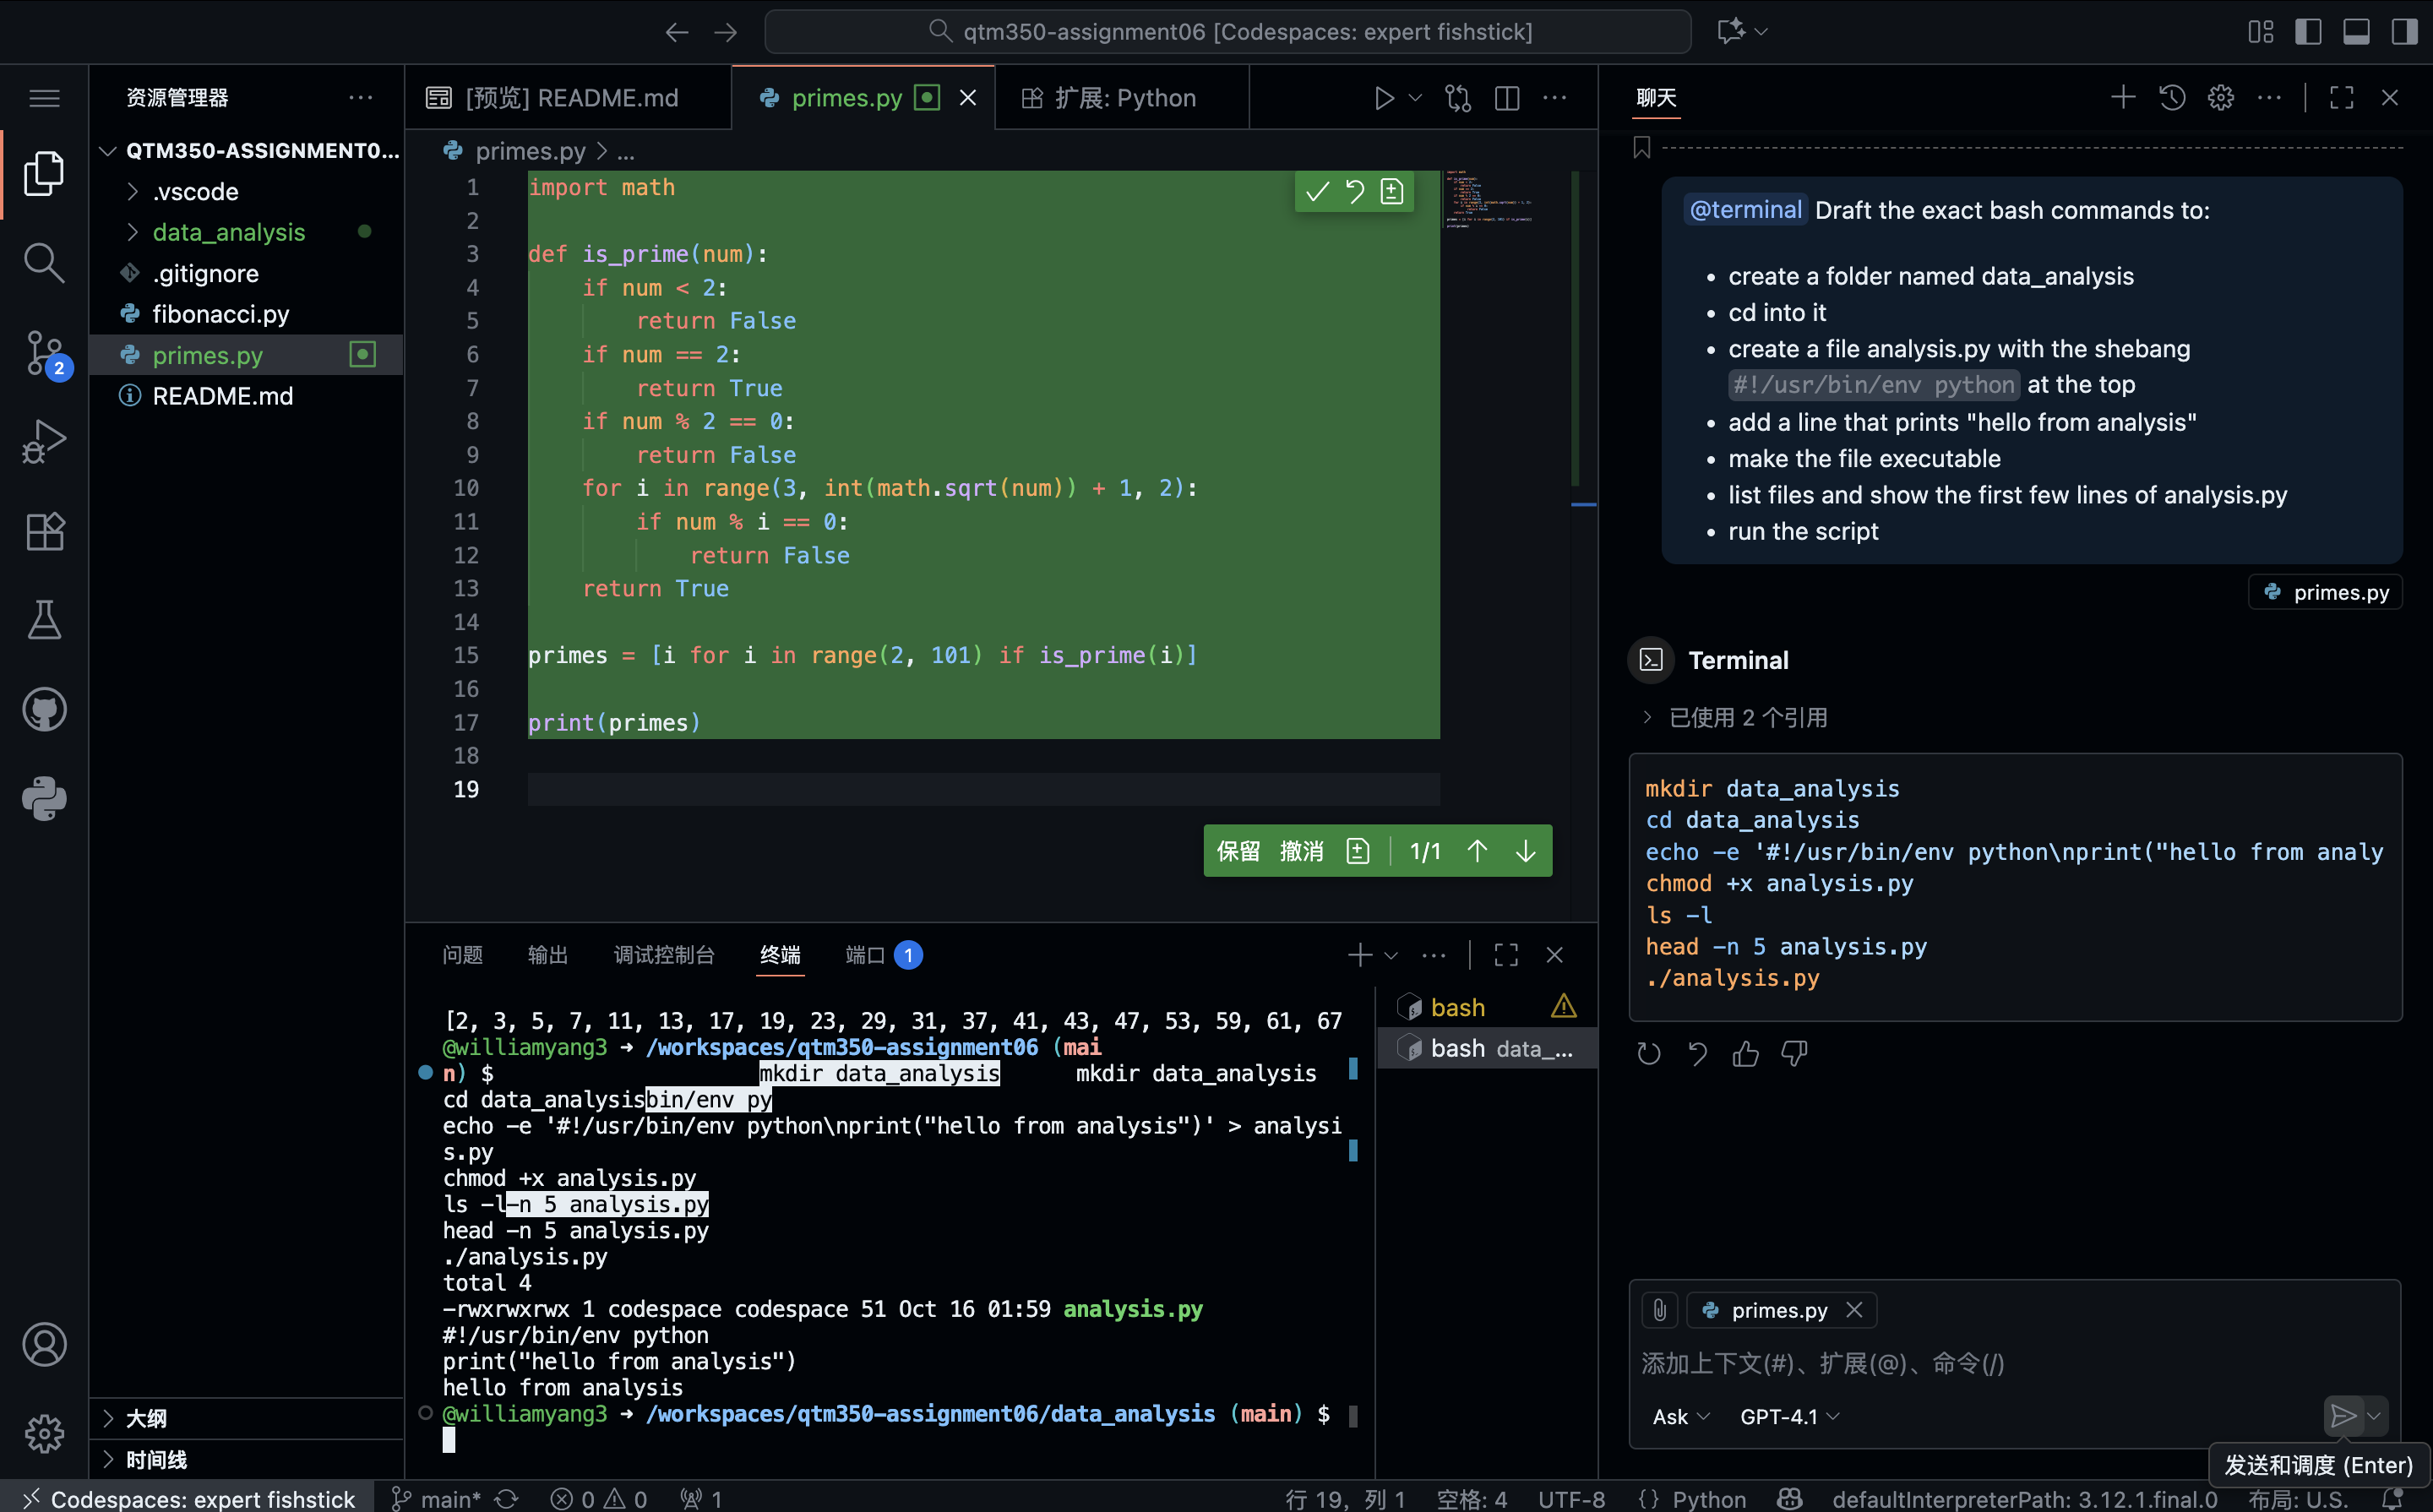 qtm350-assignment06 [Codespaces: expert fishstick]
资源管理器
QTM350-ASSIGNMENT0...
.vscode
data_analysis
.gitignore
fibonacci.py
primes.py
README.md
大纲
时间线
2
[预览] README.md
primes.py
扩展: Python
primes.py > ...
1 import math
2
3 def is_prime(num):
4 if num < 2:
5 return False
6 if num == 2:
7 return True
8 if num % 2 == 0:
9 return False
10 for i in range(3, int(math.sqrt(num)) + 1, 2):
11 if num % i == 0:
12 return False
13 return True
14
15 primes = [i for i in range(2, 101) if is_prime(i)]
16
17 print(primes)
18
19
保留 撤消 1/1
问题 输出 调试控制台 终端 端口 1
[2, 3, 5, 7, 11, 13, 17, 19, 23, 29, 31, 37, 41, 43, 47, 53, 59, 61, 67
@williamyang3 → /workspaces/qtm350-assignment06 (mai
n) $ mkdir data_analysis mkdir data_analysis
cd data_analysisbin/env py
echo -e '#!/usr/bin/env python\nprint("hello from analysis")' > analysi
s.py
chmod +x analysis.py
ls -l-n 5 analysis.py
head -n 5 analysis.py
./analysis.py
total 4
-rwxrwxrwx 1 codespace codespace 51 Oct 16 01:59 analysis.py
#!/usr/bin/env python
print("hello from analysis")
hello from analysis
@williamyang3 → /workspaces/qtm350-assignment06/data_analysis (main) $
bash
bash data_...
聊天
@terminal Draft the exact bash commands to:
• create a folder named data_analysis
• cd into it
• create a file analysis.py with the shebang
#!/usr/bin/env python at the top
• add a line that prints "hello from analysis"
• make the file executable
• list files and show the first few lines of analysis.py
• run the script
primes.py
Terminal
已使用 2 个引用
mkdir data_analysis
cd data_analysis
echo -e '#!/usr/bin/env python\nprint("hello from analy
chmod +x analysis.py
ls -l
head -n 5 analysis.py
./analysis.py
primes.py
添加上下文(#)、扩展(@)、命令(/)
Ask GPT-4.1
发送和调度 (Enter)
Codespaces: expert fishstick main* 0 0 1 行 19, 列 1 空格: 4 UTF-8 {} Python defaultInterpreterPath: 3.12.1.final.0 布局: U.S.